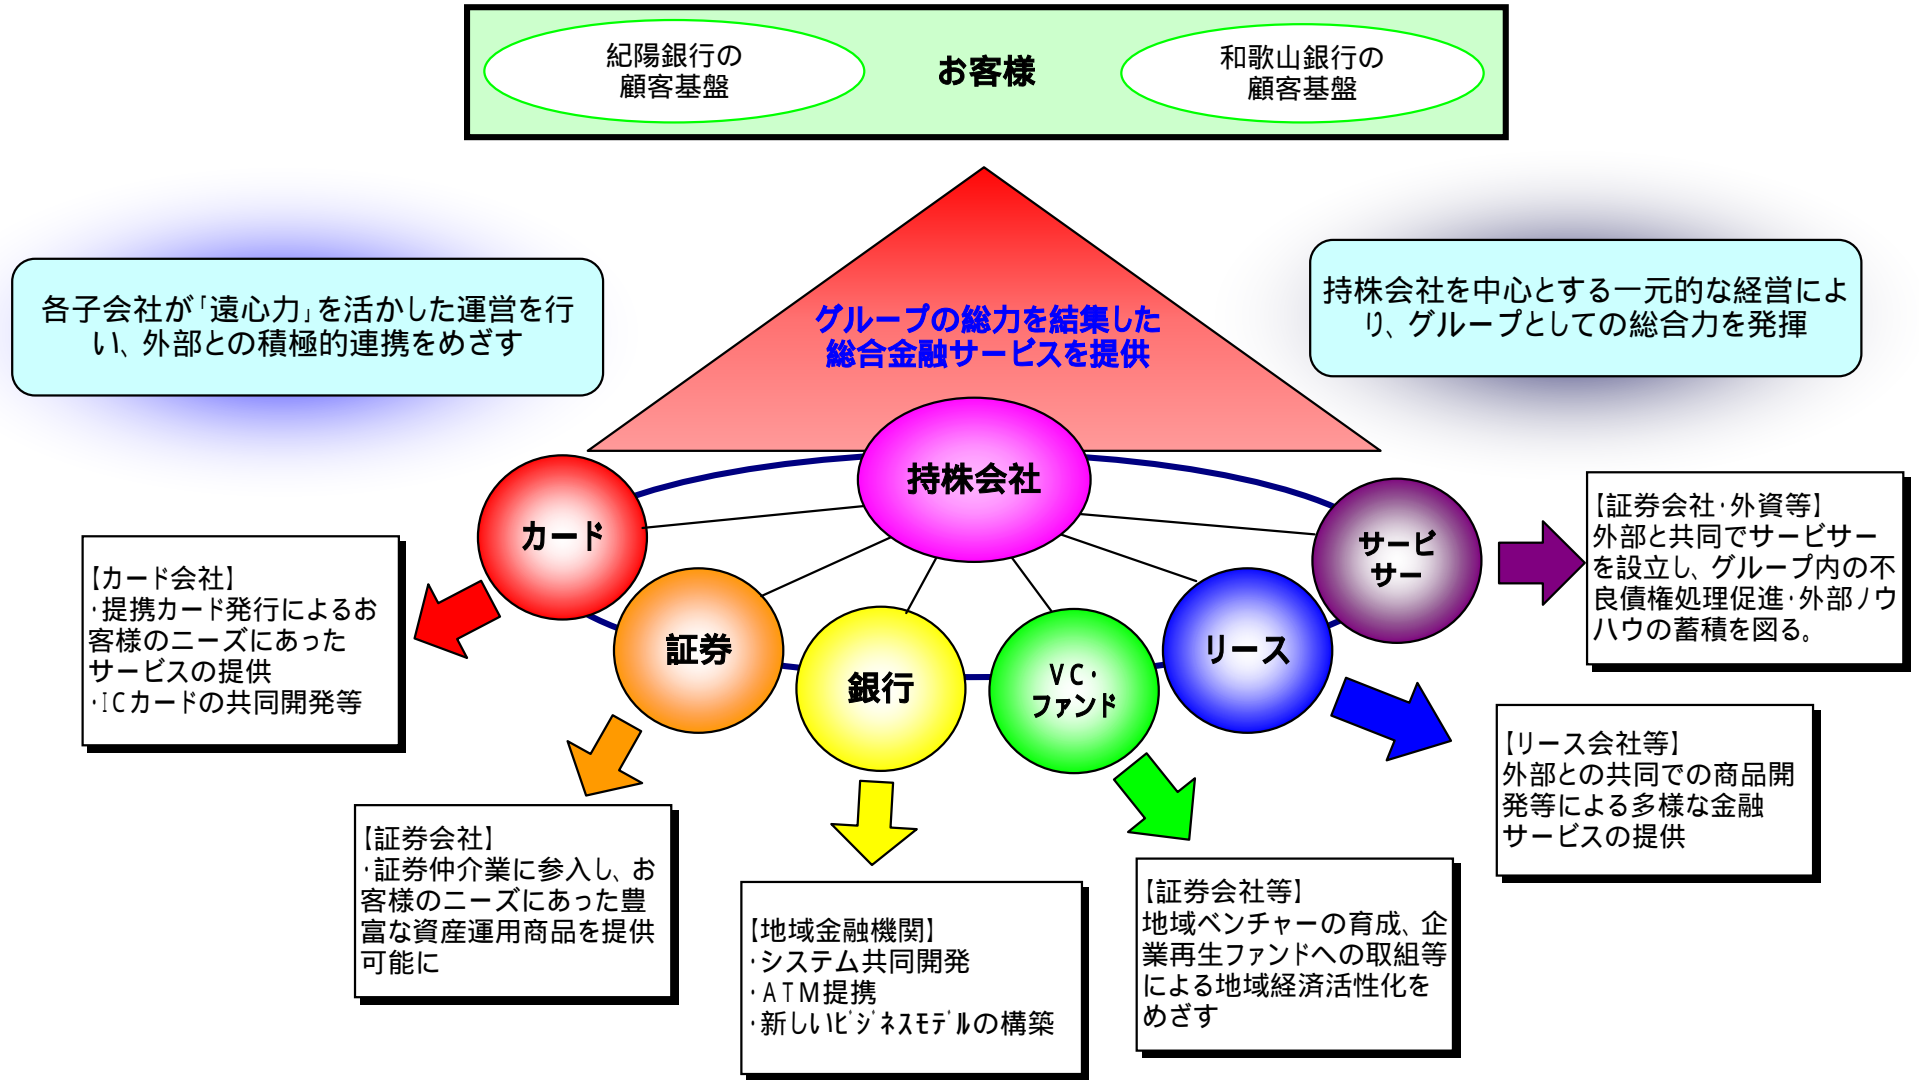 紀陽銀行の
顧客基盤
お客様
和歌山銀行の
顧客基盤
各子会社が「遠心力」を活かした運営を行
い、外部との積極的連携をめざす
グループの総力を結集した
総合金融サービスを提供
持株会社を中心とする一元的な経営によ
り、グループとしての総合力を発揮
持株会社
カード
証券
銀行
VC・
ファンド
リース
サービ
サー
【カード会社】
・提携カード発行によるお
客様のニーズにあった
サービスの提供
・ICカードの共同開発等
【証券会社】
・証券仲介業に参入し、お
客様のニーズにあった豊
富な資産運用商品を提供
可能に
【地域金融機関】
・システム共同開発
・ATM提携
・新しいビジネスモデルの構築
【証券会社等】
地域ベンチャーの育成、企
業再生ファンドへの取組等
による地域経済活性化を
めざす
【リース会社等】
外部との共同での商品開
発等による多様な金融
サービスの提供
【証券会社・外資等】
外部と共同でサービサー
を設立し、グループ内の不
良債権処理促進・外部ノウ
ハウの蓄積を図る。